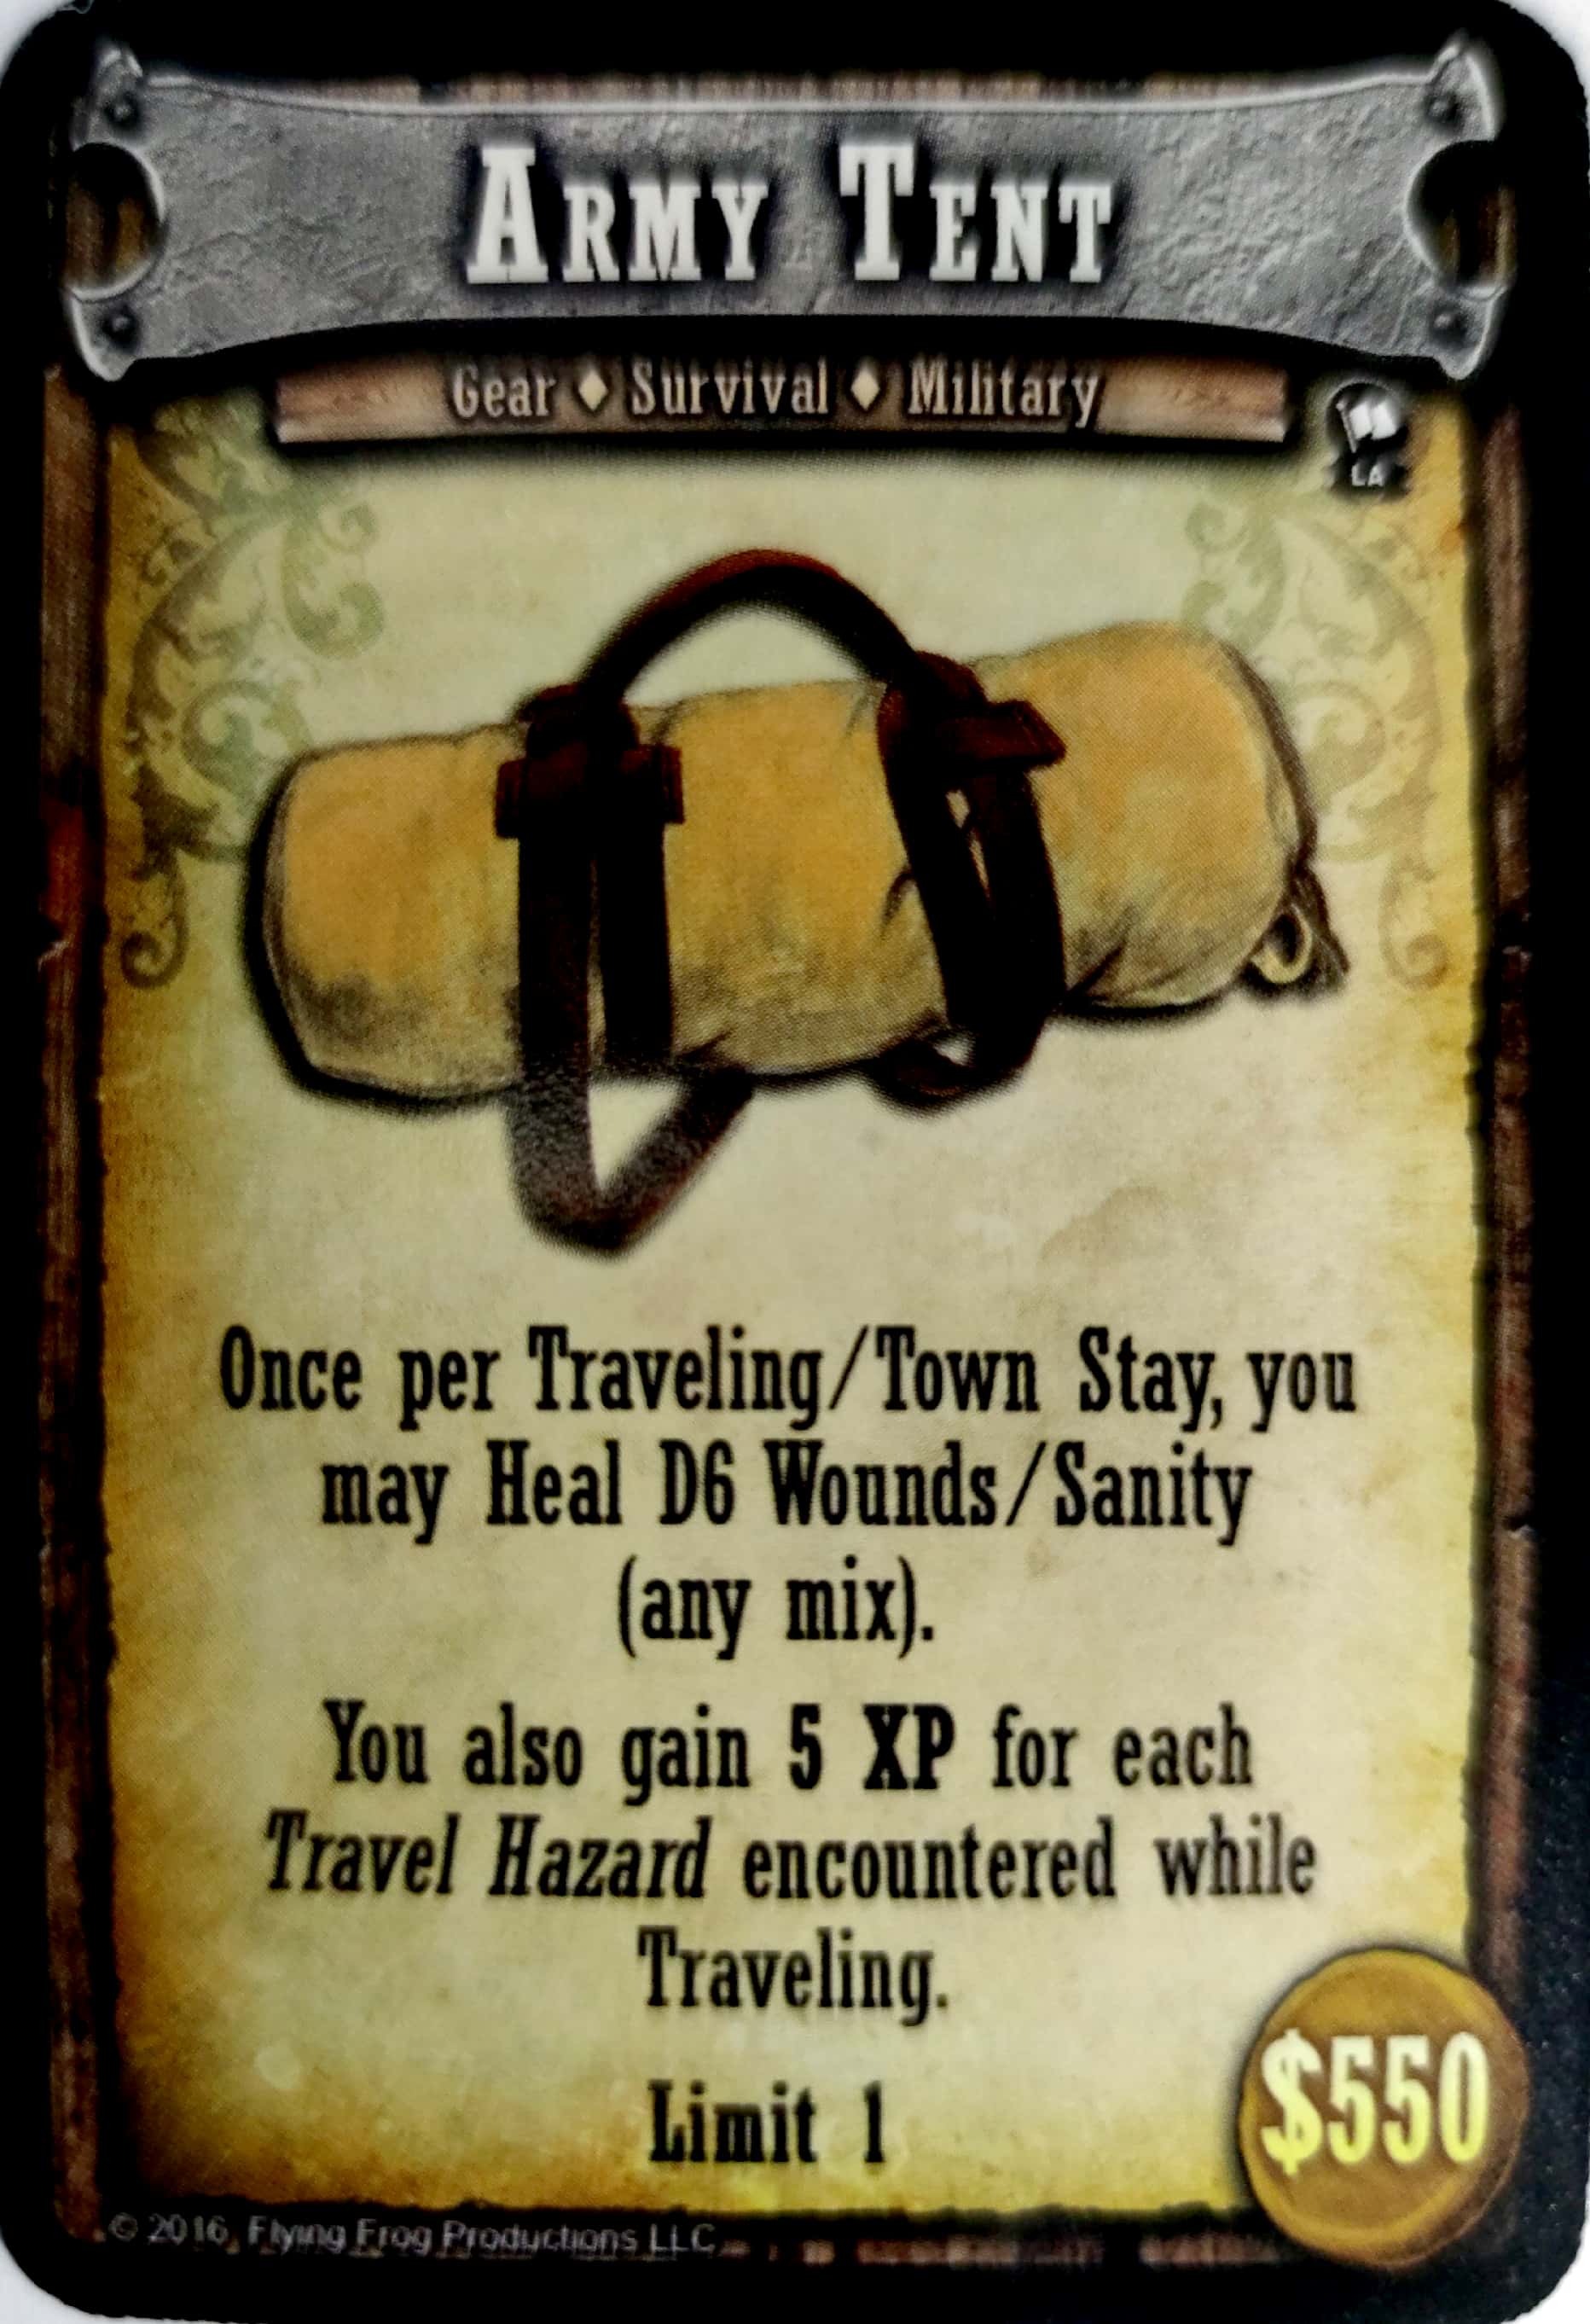 ARMY TENT
Gear ♦ Survival ♦ Military
LA
Once per Traveling/Town Stay, you
may Heal D6 Wounds/Sanity
(any mix).
You also gain 5 XP for each
Travel Hazard encountered while
Traveling.
Limit 1
$550
© 2016, Flying Frog Productions LLC